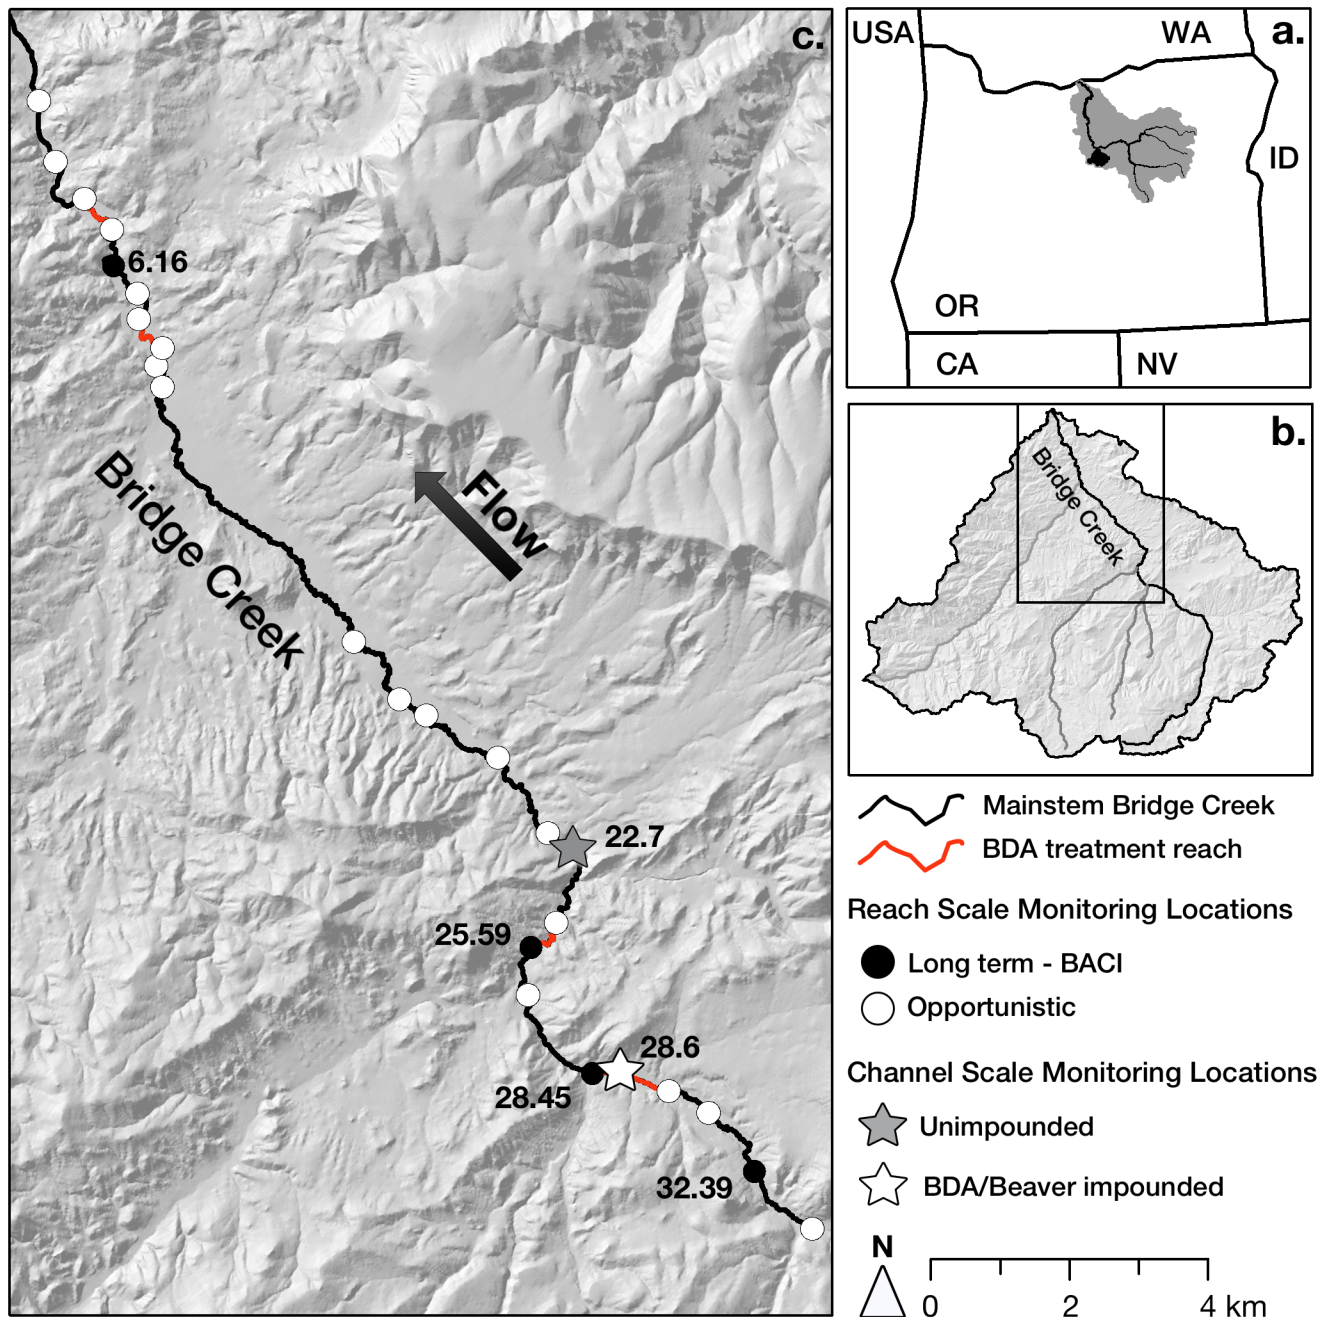 c.
6.16
Bridge Creek
Flow
22.7
25.59
28.6
28.45
32.39
USA
WA
a.
ID
OR
CA
NV
b.
Bridge Creek
Mainstem Bridge Creek
BDA treatment reach
Reach Scale Monitoring Locations
Long term - BACI
Opportunistic
Channel Scale Monitoring Locations
Unimpounded
BDA/Beaver impounded
N
0 2 4 km